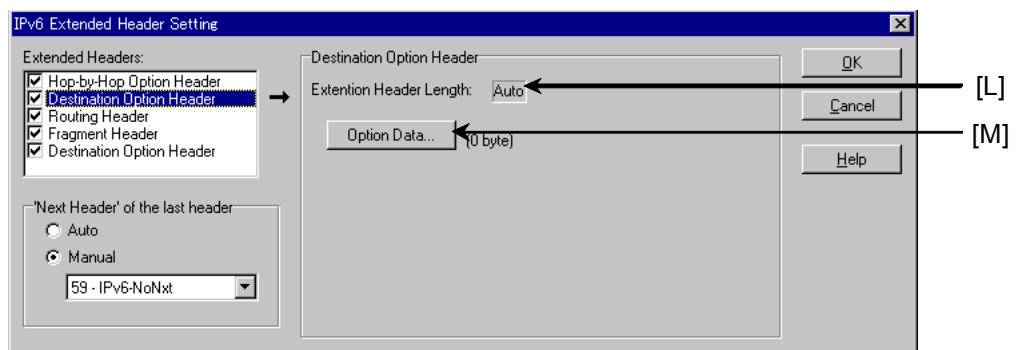 IPv6 Extended Header Setting
Extended Headers:
Hop-by-Hop Option Header
Destination Option Header
Routing Header
Fragment Header
Destination Option Header
'Next Header' of the last header
Auto
Manual
59 - IPv6-NoNxt
Destination Option Header
Extention Header Length: Auto
Option Data... (0 byte)
OK
Cancel
Help
[L]
[M]